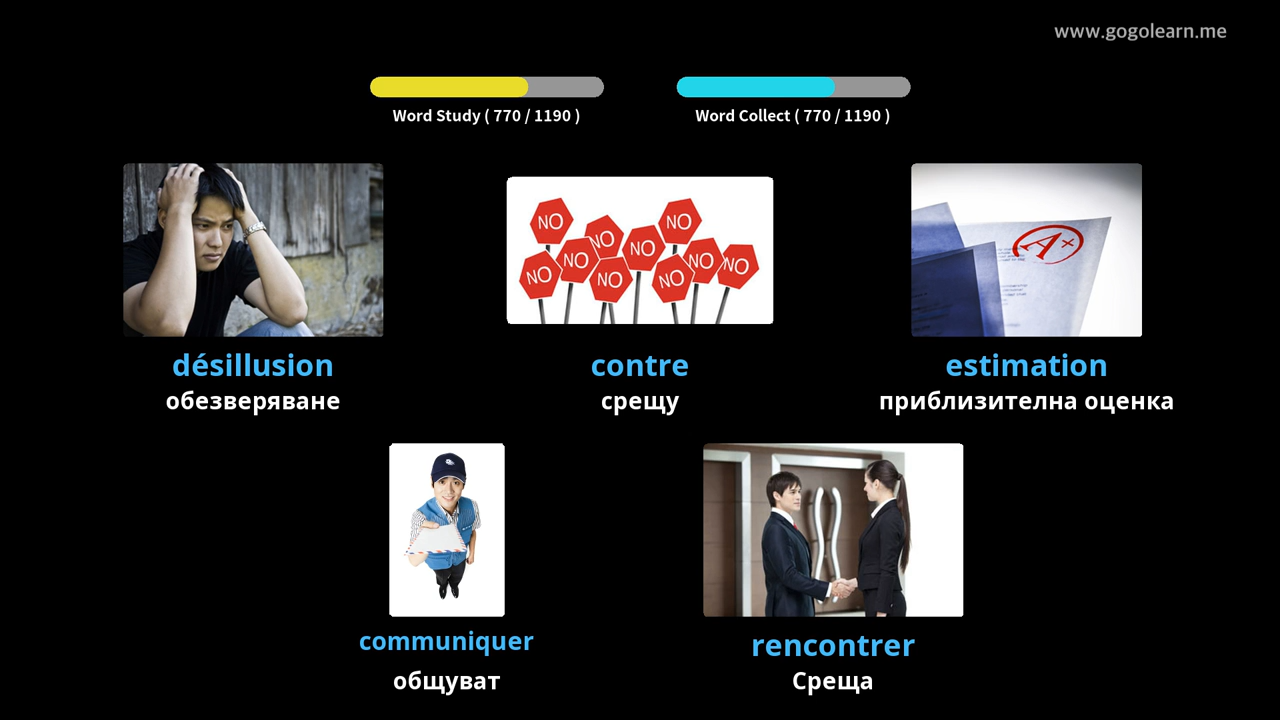 www.gogolearn.me
Word Study ( 770 / 1190 )
Word Collect ( 770 / 1190 )
NO NO NO NO NO NO NO NO NO NO
A+
désillusion
contre
estimation
обезверяване
срещу
приблизителна оценка
communiquer
rencontrer
общуват
Среща